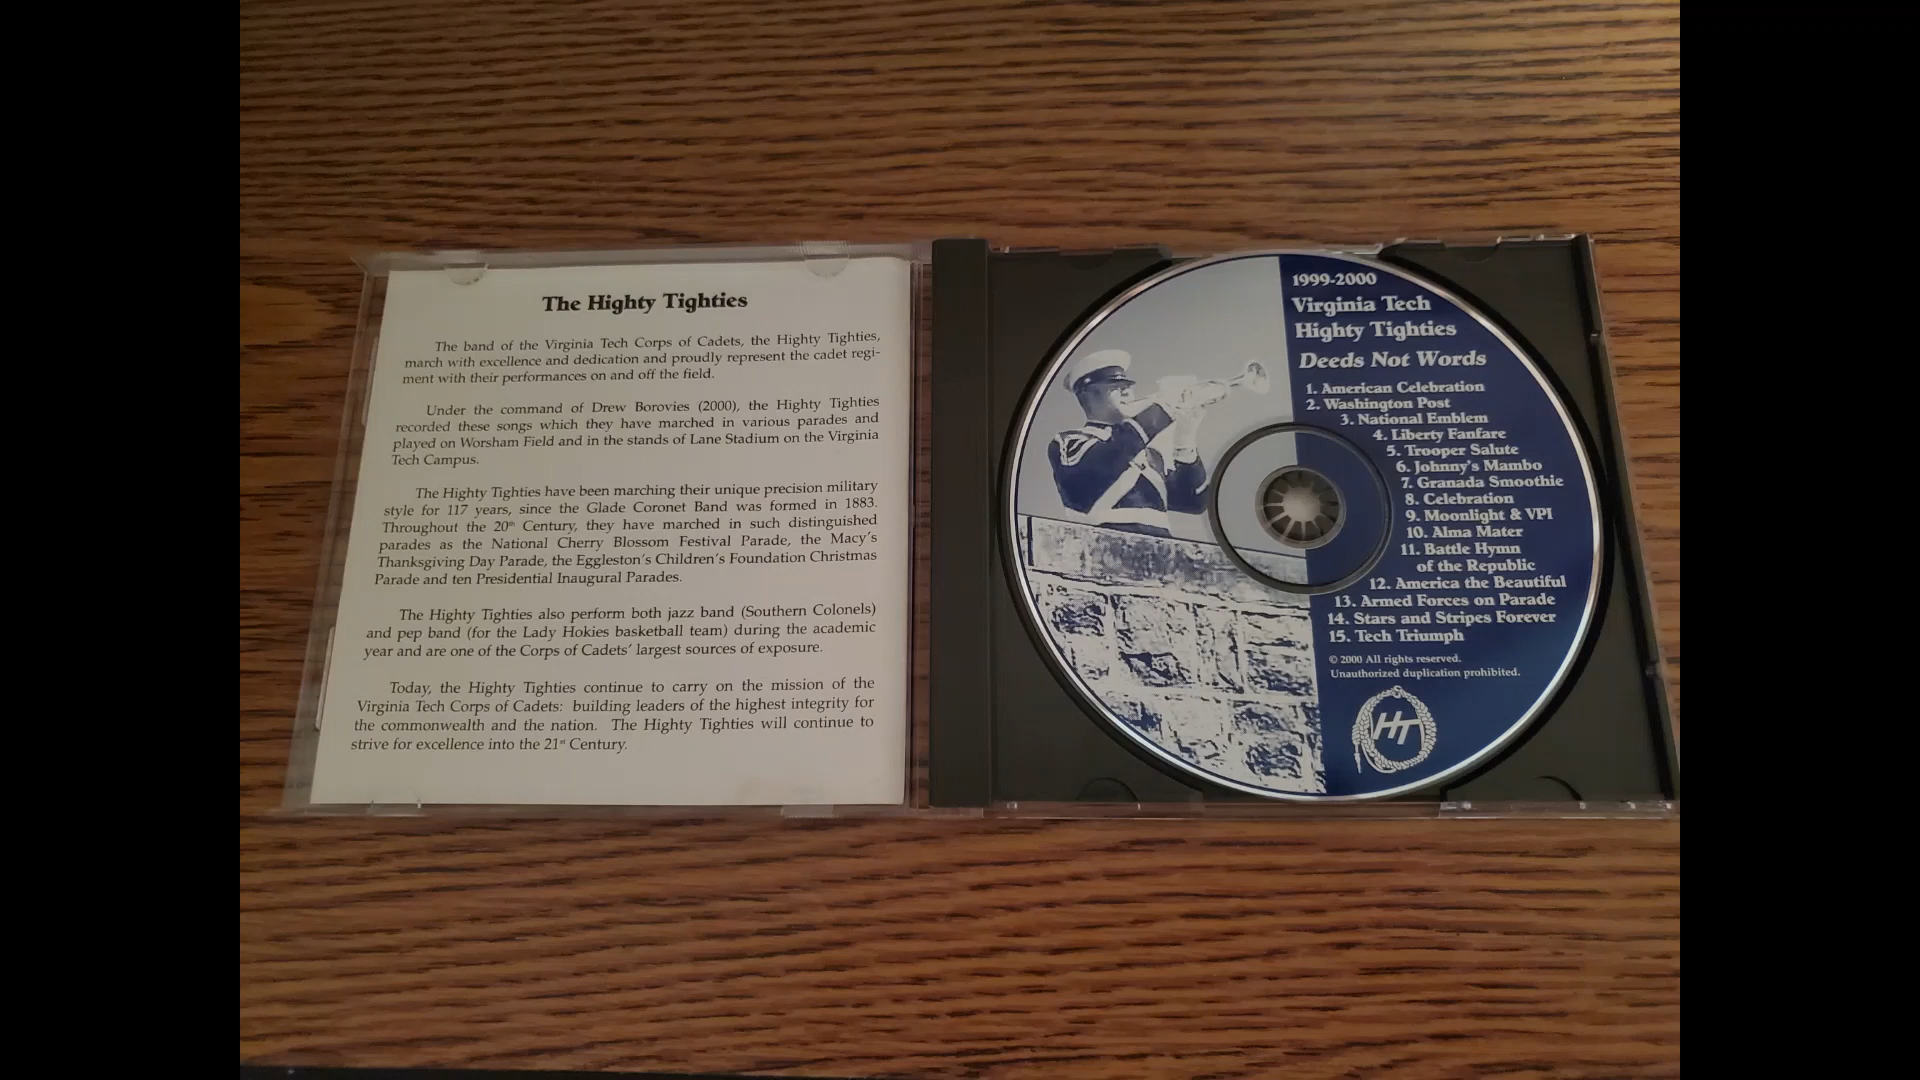 The Highty Tighties
The band of the Virginia Tech Corps of Cadets, the Highty Tighties,
march with excellence and dedication and proudly represent the cadet regi-
ment with their performances on and off the field.
Under the command of Drew Borovies (2000), the Highty Tighties
recorded these songs which they have marched in various parades and
played on Worsham Field and in the stands of Lane Stadium on the Virginia
Tech Campus.
The Highty Tighties have been marching their unique precision military
style for 117 years, since the Glade Coronet Band was formed in 1883.
Throughout the 20th Century, they have marched in such distinguished
parades as the National Cherry Blossom Festival Parade, the Macy's
Thanksgiving Day Parade, the Eggleston's Children's Foundation Christmas
Parade and ten Presidential Inaugural Parades.
The Highty Tighties also perform both jazz band (Southern Colonels)
and pep band (for the Lady Hokies basketball team) during the academic
year and are one of the Corps of Cadets' largest sources of exposure.
Today, the Highty Tighties continue to carry on the mission of the
Virginia Tech Corps of Cadets: building leaders of the highest integrity for
the commonwealth and the nation. The Highty Tighties will continue to
strive for excellence into the 21st Century.
1999-2000
Virginia Tech
Highty Tighties
Deeds Not Words
1. American Celebration
2. Washington Post
3. National Emblem
4. Liberty Fanfare
5. Trooper Salute
6. Johnny's Mambo
7. Granada Smoothie
8. Celebration
9. Moonlight & VPI
10. Alma Mater
11. Battle Hymn
of the Republic
12. America the Beautiful
13. Armed Forces on Parade
14. Stars and Stripes Forever
15. Tech Triumph
© 2000 All rights reserved.
Unauthorized duplication prohibited.
HT